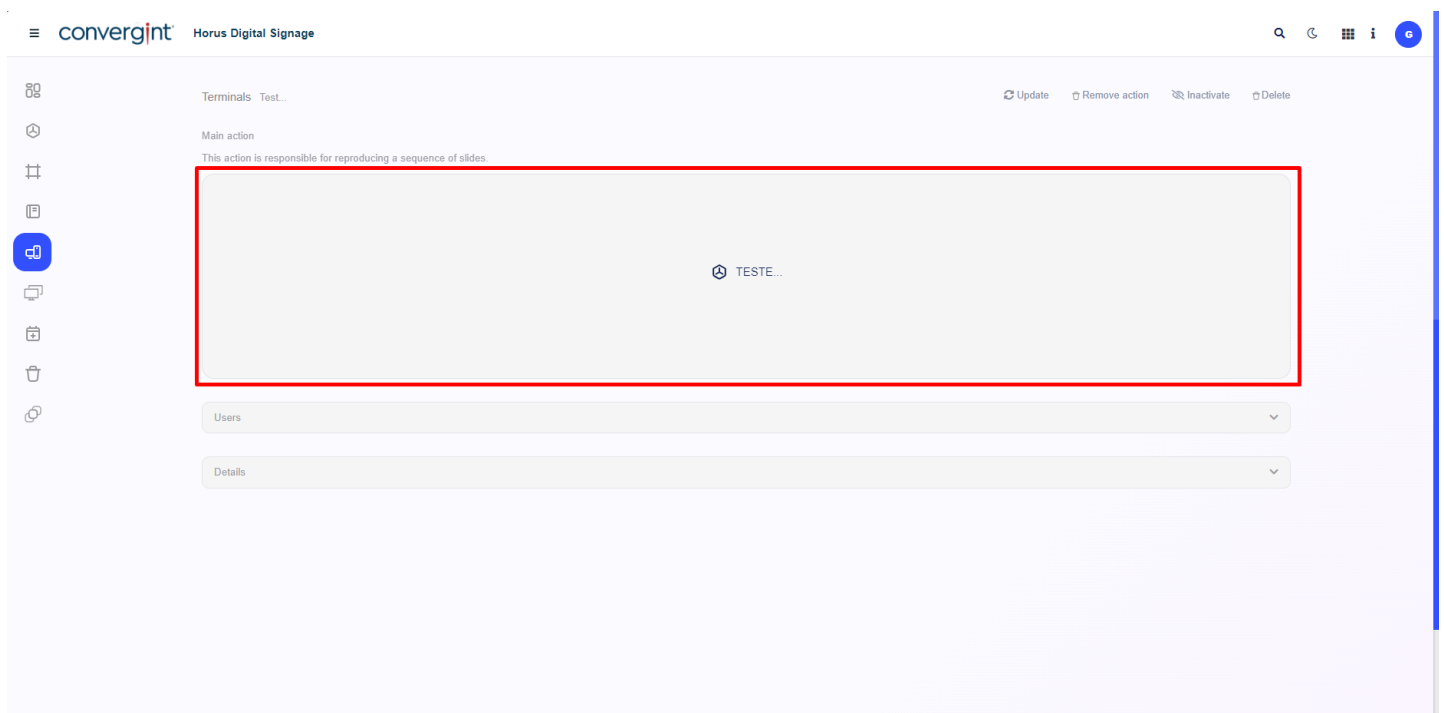 convergint Horus Digital Signage i G
Terminals Test... Update Remove action Inactivate Delete
Main action
This action is responsible for reproducing a sequence of slides.
TESTE...
Users
Details